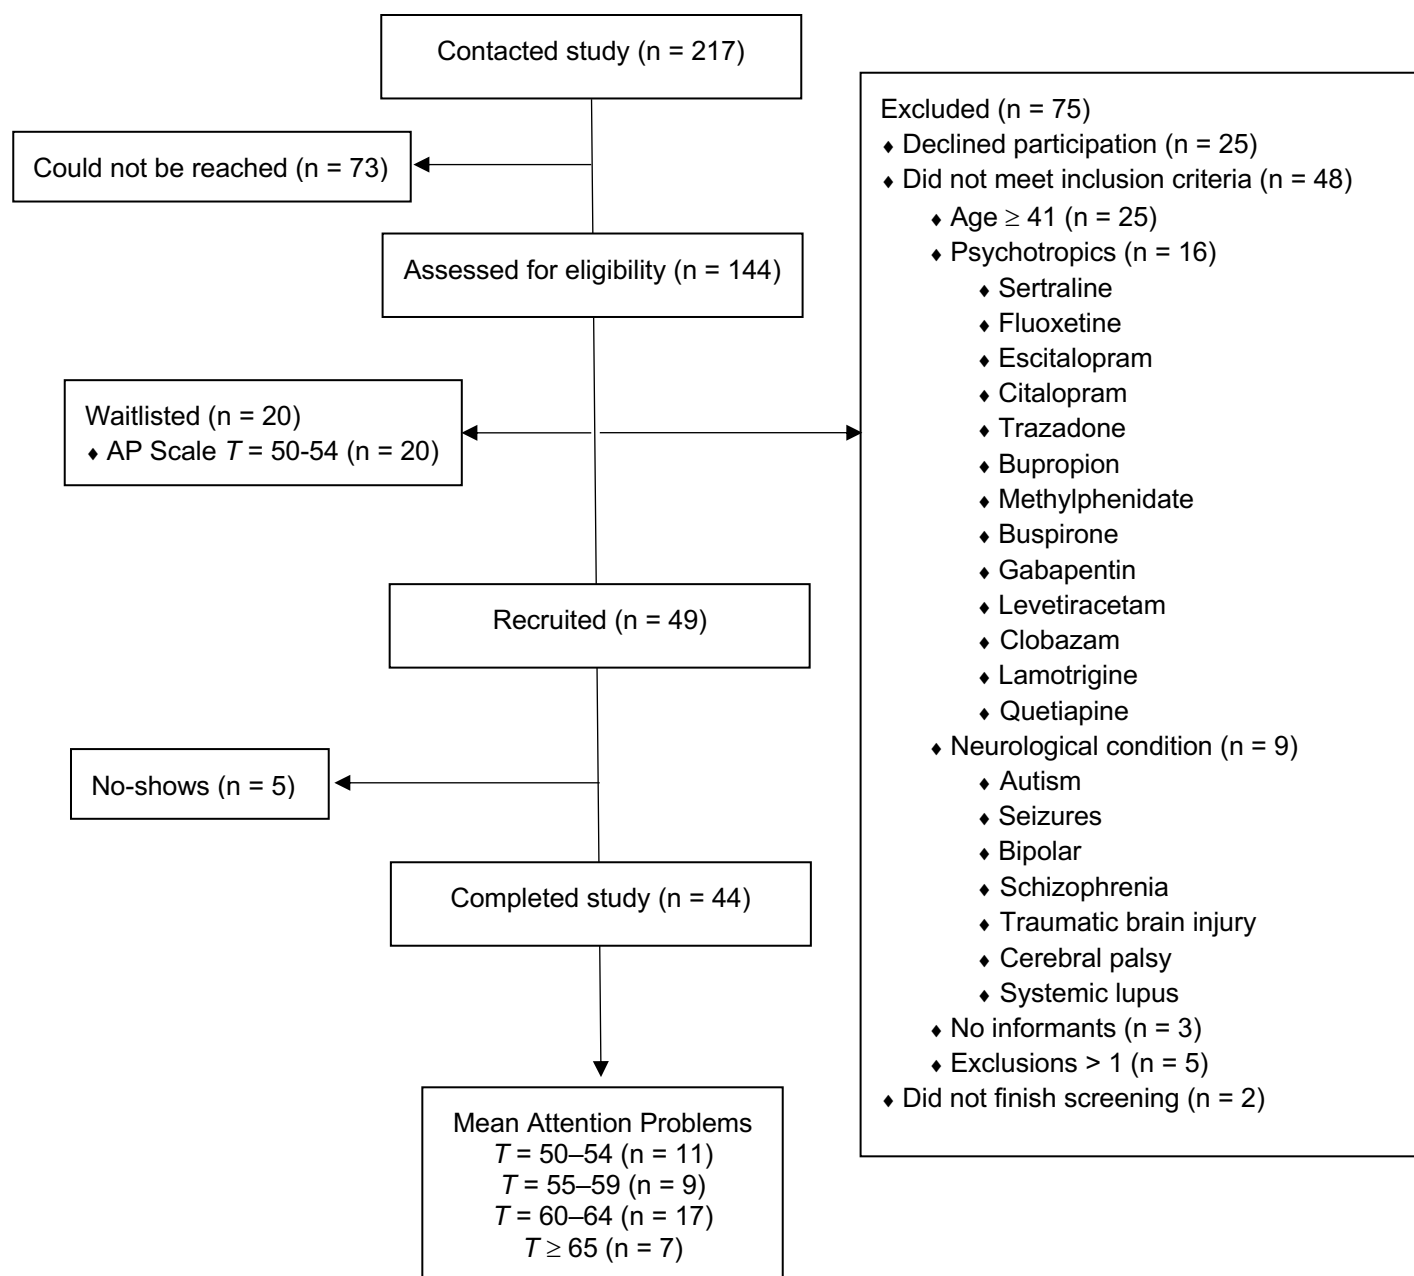 Contacted study (n = 217)
Could not be reached (n = 73)
Assessed for eligibility (n = 144)
Waitlisted (n = 20)
♦ AP Scale T = 50-54 (n = 20)
Excluded (n = 75)
♦ Declined participation (n = 25)
♦ Did not meet inclusion criteria (n = 48)
♦ Age ≥ 41 (n = 25)
♦ Psychotropics (n = 16)
♦ Sertraline
♦ Fluoxetine
♦ Escitalopram
♦ Citalopram
♦ Trazadone
♦ Bupropion
♦ Methylphenidate
♦ Buspirone
♦ Gabapentin
♦ Levetiracetam
♦ Clobazam
♦ Lamotrigine
♦ Quetiapine
♦ Neurological condition (n = 9)
♦ Autism
♦ Seizures
♦ Bipolar
♦ Schizophrenia
♦ Traumatic brain injury
♦ Cerebral palsy
♦ Systemic lupus
♦ No informants (n = 3)
♦ Exclusions > 1 (n = 5)
♦ Did not finish screening (n = 2)
Recruited (n = 49)
No-shows (n = 5)
Completed study (n = 44)
Mean Attention Problems
T = 50–54 (n = 11)
T = 55–59 (n = 9)
T = 60–64 (n = 17)
T ≥ 65 (n = 7)